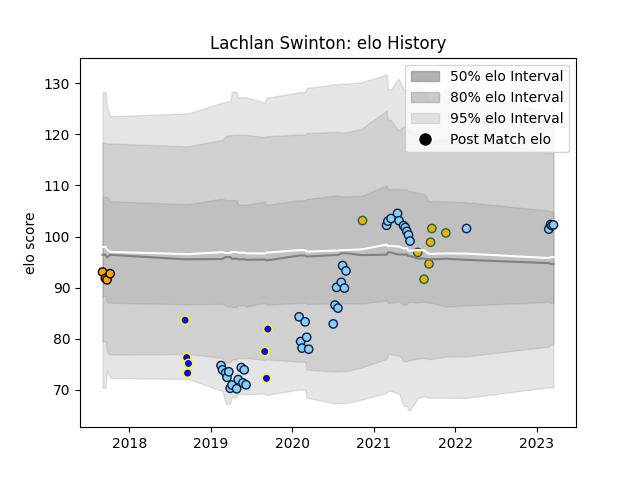 Lachlan Swinton: elo History
50% elo Interval
80% elo Interval
95% elo Interval
Post Match elo
elo score
130
120
110
100
90
80
70
2018 2019 2020 2021 2022 2023